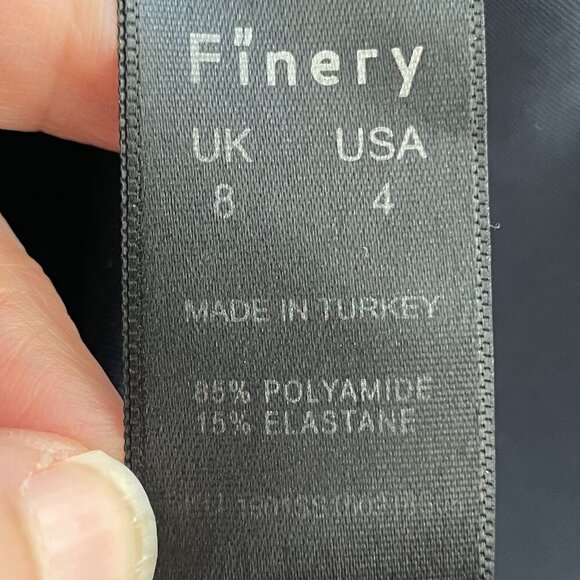 Finery
UK USA
8 4
MADE IN TURKEY
85% POLYAMIDE
15% ELASTANE